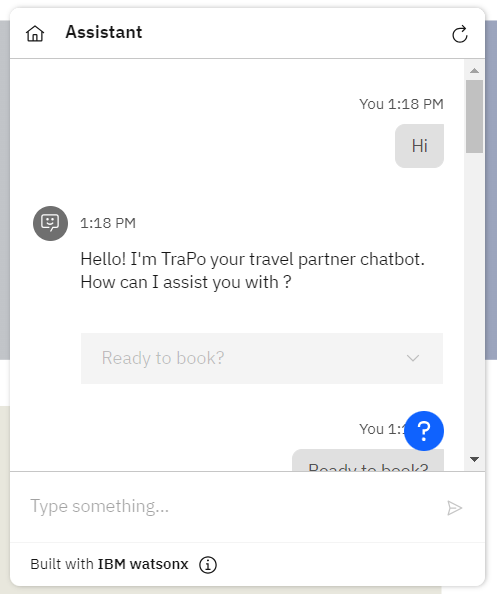 Assistant
You 1:18 PM
Hi
1:18 PM
Hello! I'm TraPo your travel partner chatbot.
How can I assist you with ?
Ready to book?
You 1:1
?
Ready to book?
Type something...
Built with IBM watsonx